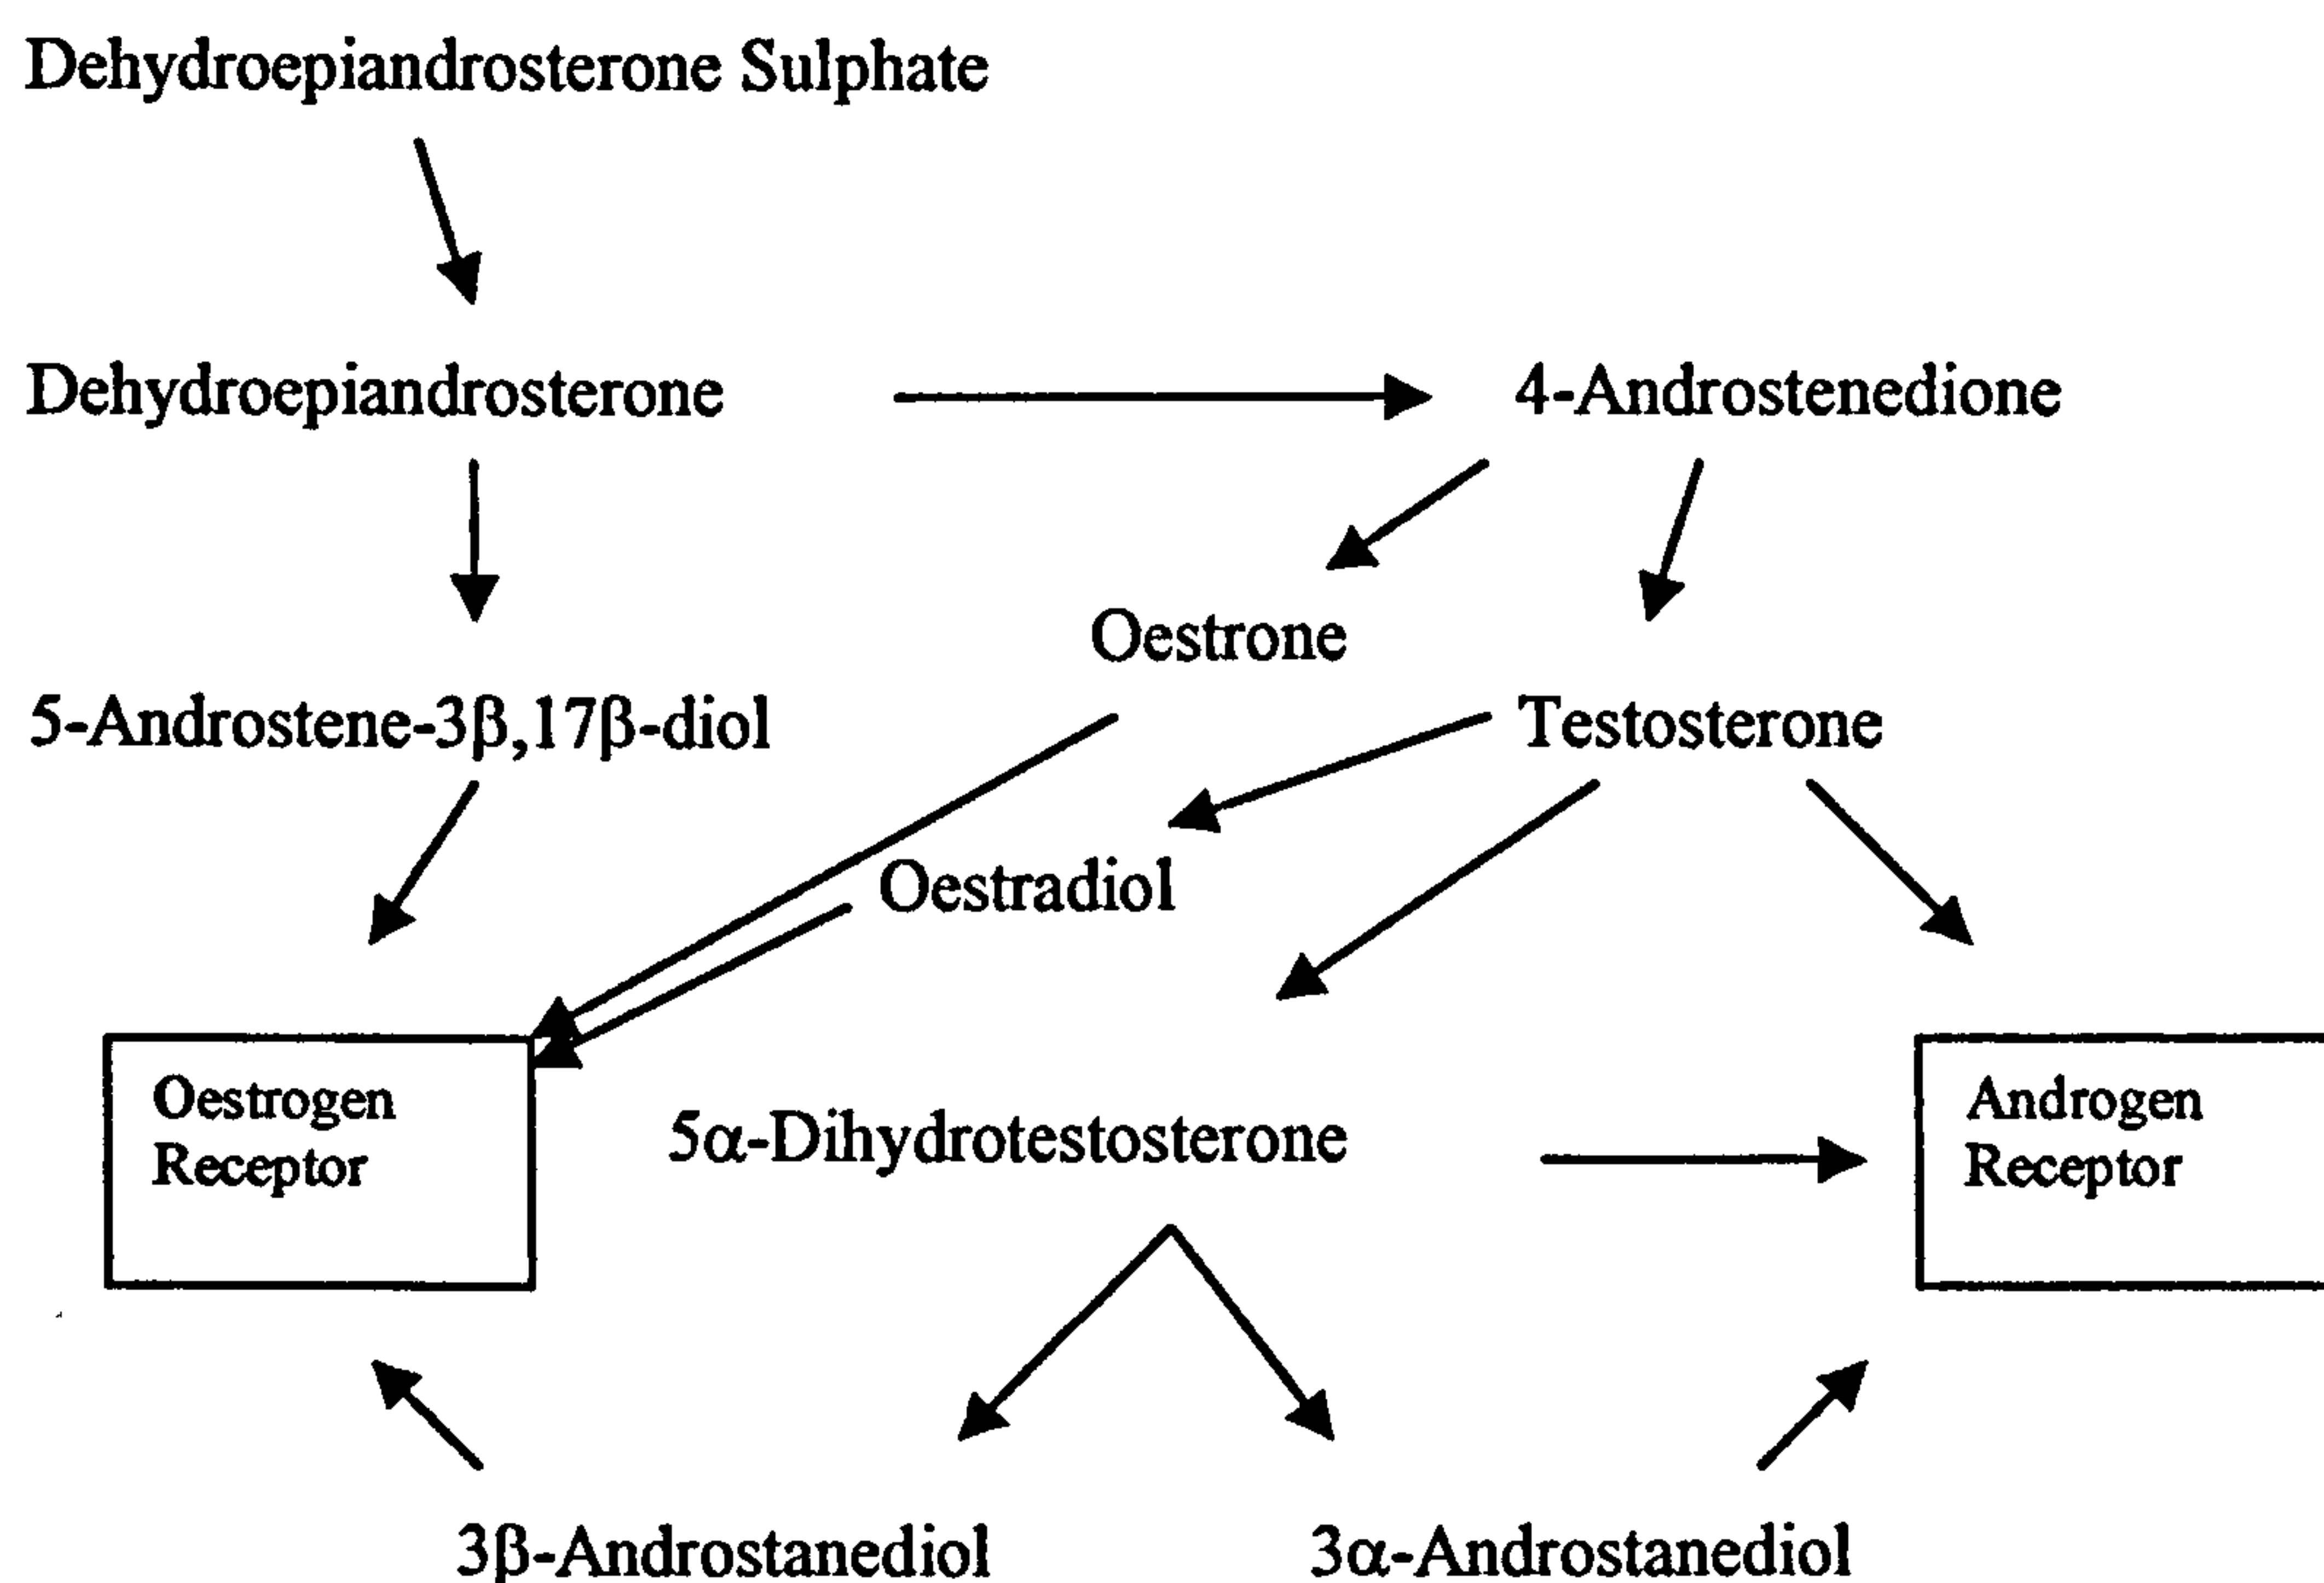 Dehydroepiandrosterone Sulphate
Dehydroepiandrosterone
4-Androstenedione
Oestrone
5-Androstene-3β,17β-diol
Testosterone
Oestradiol
Oestrogen
Receptor
5α-Dihydrotestosterone
Androgen
Receptor
3β-Androstanediol
3α-Androstanediol